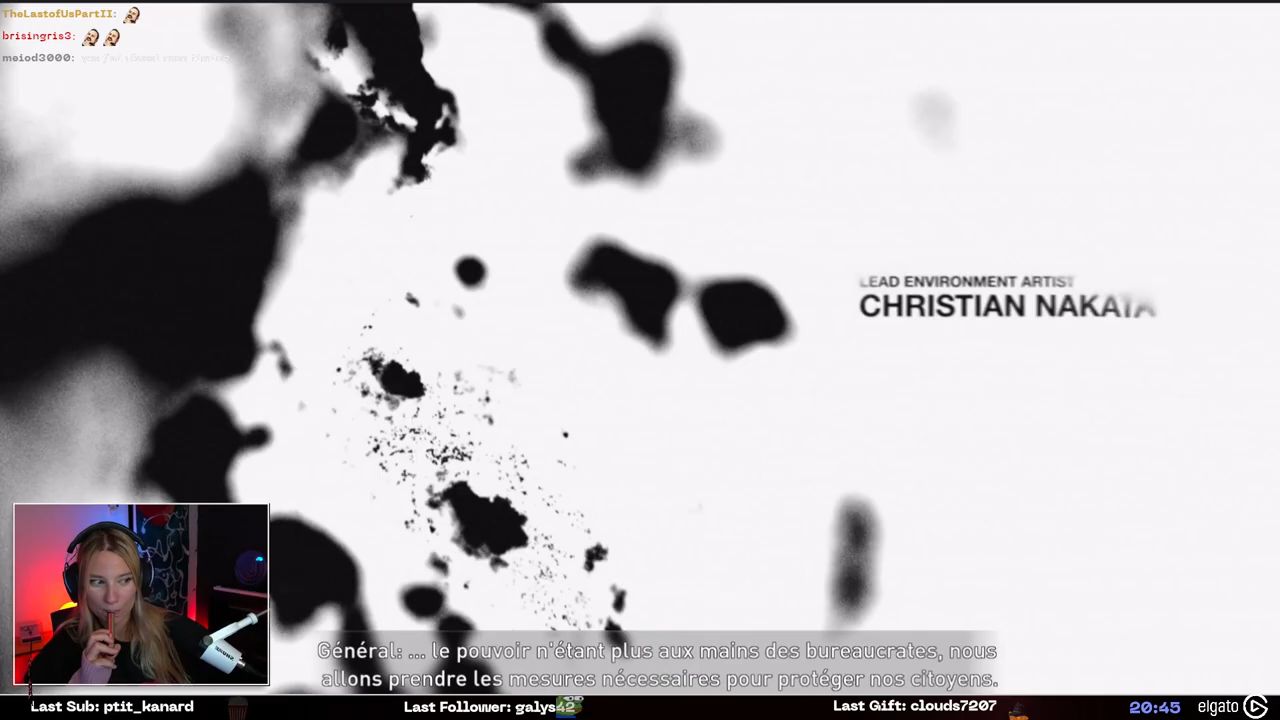 TheLastofUsPartII:
brisingris3:
meiod3000:
LEAD ENVIRONMENT ARTIST
CHRISTIAN NAKATA
Général: ... le pouvoir n'étant plus aux mains des bureaucrates, nous
allons prendre les mesures nécessaires pour protéger nos citoyens.
Last Sub: ptit_kanard
Last Follower: galys42
Last Gift: clouds7207
20:45
elgato